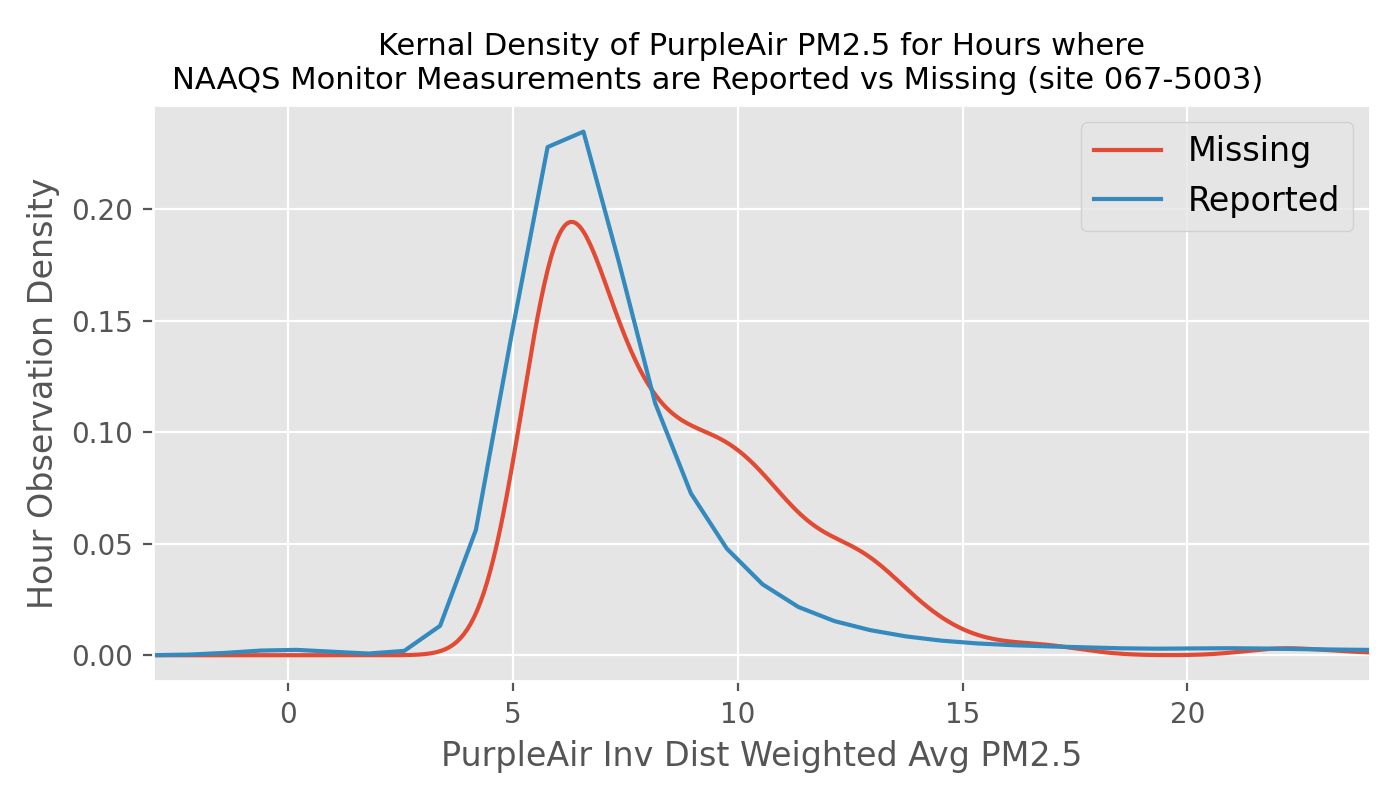 Kernal Density of PurpleAir PM2.5 for Hours where
NAAQS Monitor Measurements are Reported vs Missing (site 067-5003)
Missing
Reported
Hour Observation Density
0.20
0.15
0.10
0.05
0.00
0 5 10 15 20
PurpleAir Inv Dist Weighted Avg PM2.5